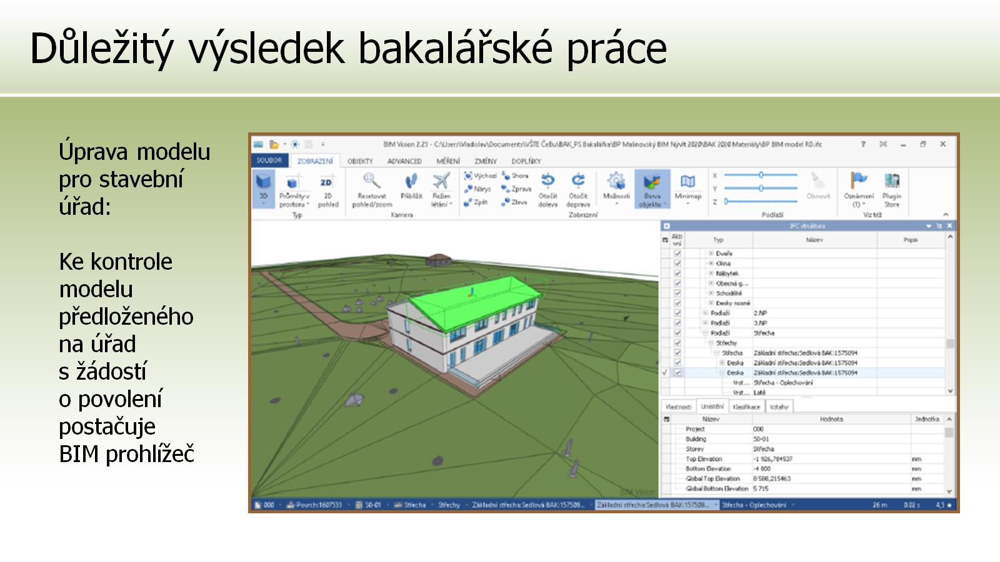 Důležitý výsledek bakalářské práce
Úprava modelu
pro stavební
úřad:
Ke kontrole
modelu
předloženého
na úřad
s žádostí
o povolení
postačuje
BIM prohlížeč
BIM Vision 2.23 - C:\Users\Vladislav\Documents\VŠTE ČeBu\BAK_PS Bakalářka\BP Malinovský BIM Nývlt 2020\BAK 2020 Materiály\BP BIM model RD.ifc
SOUBOR ZOBRAZENÍ OBJEKTY ADVANCED MĚŘENÍ ZMĚNY DOPLŇKY
3D
Průměty v
prostoru
2D
2D
pohled
Typ
Resetovat
pohled/zoom
Přiblížit
Režim
létání
Kamera
Výchozí
Nárys
Zpět
Shora
Zprava
Zleva
Otočit
doleva
Otočit
doprava
Možnosti
Barva
objektu
Minimap
Zobrazení
X
Y
Z
Obnovit
Podlaží
Oznámení
(1)
Plugin
Store
Viz též
IFC struktura
Akti
vní
Typ Název Popis
Dveře
Okna
Nábytek
Obecná g...
Schodiště
Desky nosné
Podlaží 2.NP
Podlaží 3.NP
Podlaží Střecha
Střechy
Střecha Základní střecha:Sedlová BAK:1575094
Deska Základní střecha:Sedlová BAK:1575094
Deska Základní střecha:Sedlová BAK:1575094
Vrst... Střecha - Oplechování
Vrst... Latě
Vlastnosti Umístění Klasifikace Vztahy
Název Hodnota Jednotka
Project 000
Building SO-01
Storey Střecha
Top Elevation -1 926,784537 mm
Bottom Elevation -4 800 mm
Global Top Elevation 8 588,215463 mm
Global Bottom Elevation 5 715 mm
BIM Vision
000 Povrch:1607533 SO-01 Střecha Střechy Základní střecha:Sedlová BAK:157509... Základní střecha:Sedlová BAK:157509... Střecha - Oplechování 26 m 0.02 s 4,5